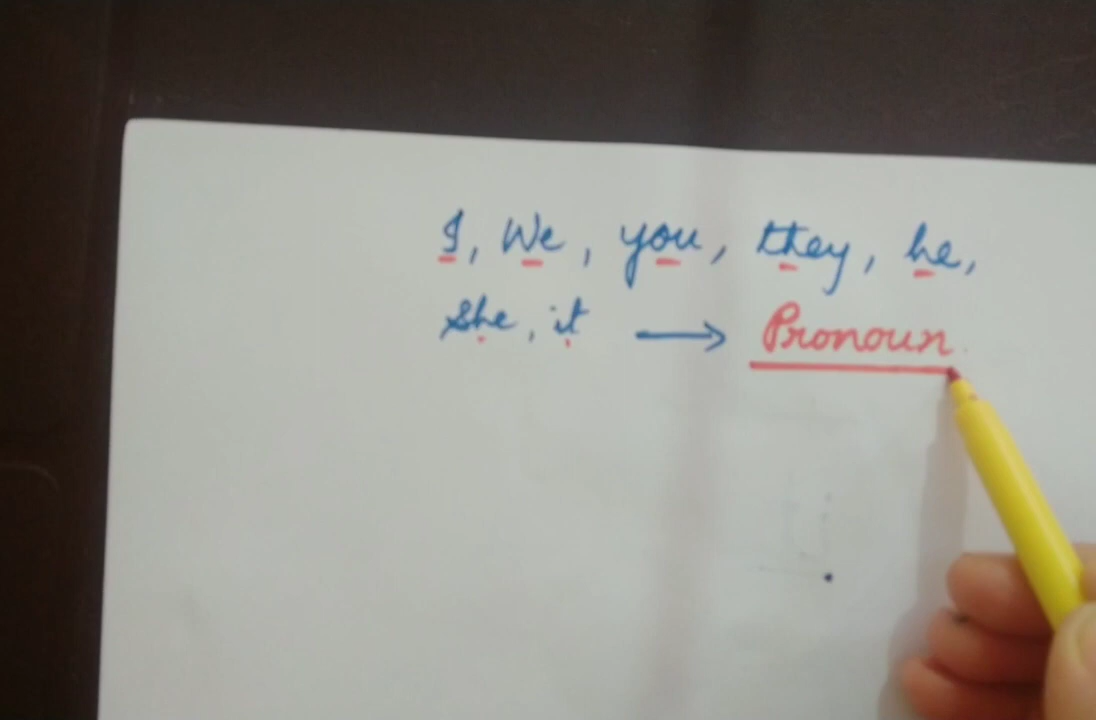 I, We, you, they, he,
She, it → Pronoun.